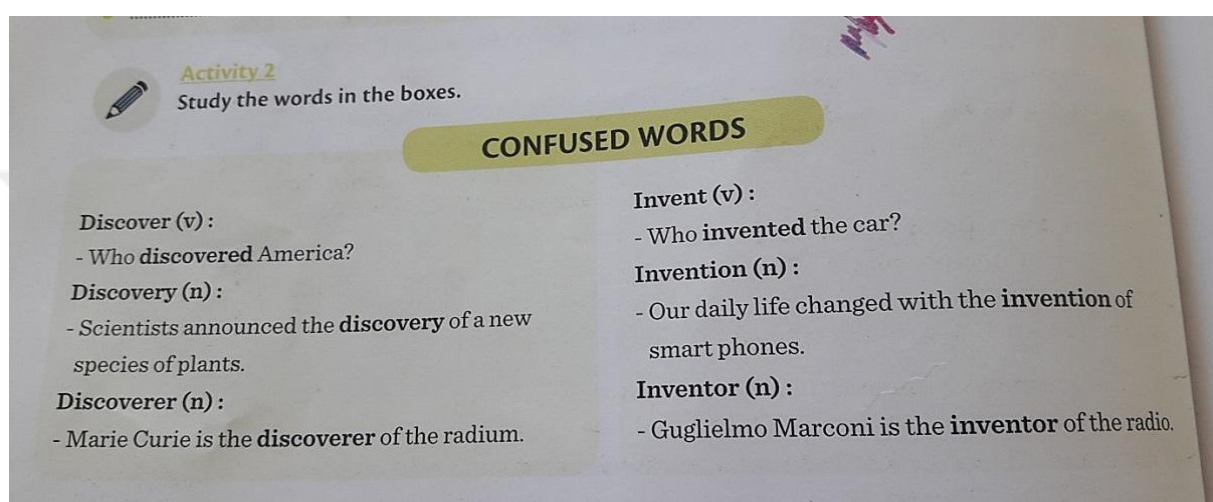 Activity 2
Study the words in the boxes.
CONFUSED WORDS
Discover (v) :
- Who discovered America?
Discovery (n) :
- Scientists announced the discovery of a new
species of plants.
Discoverer (n) :
- Marie Curie is the discoverer of the radium.
Invent (v) :
- Who invented the car?
Invention (n) :
- Our daily life changed with the invention of
smart phones.
Inventor (n) :
- Guglielmo Marconi is the inventor of the radio.